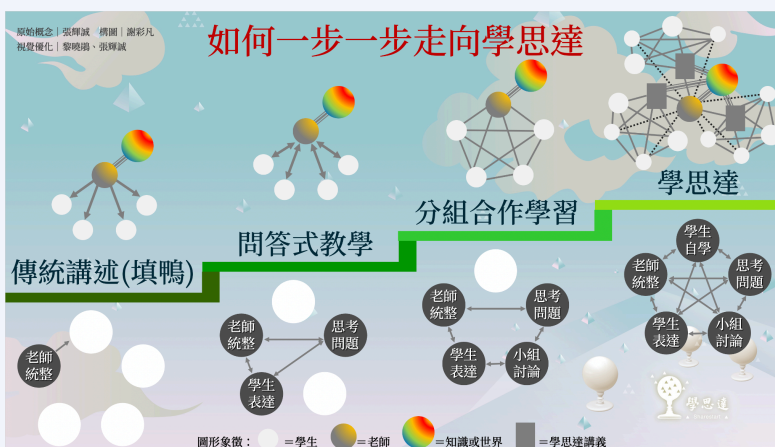 原始概念｜張輝誠　構圖｜謝彩凡
視覺優化｜黎曉鵑、張輝誠
如何一步一步走向學思達
學思達
分組合作學習
問答式教學
傳統講述(填鴨)
老師
統整
老師
統整
思考
問題
學生
表達
老師
統整
思考
問題
學生
表達
小組
討論
學生
自學
老師
統整
思考
問題
學生
表達
小組
討論
學思達
圖形象徵：　＝學生　＝老師　＝知識或世界　＝學思達講義